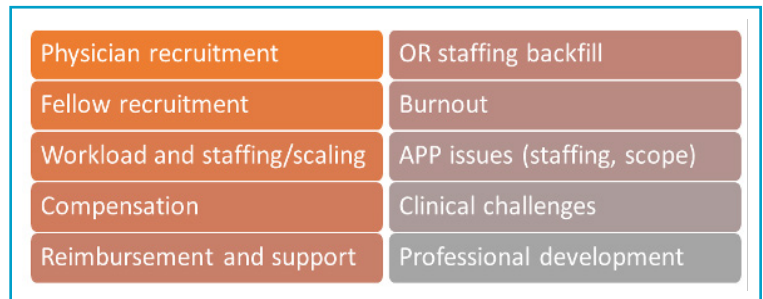 Physician recruitment
Fellow recruitment
Workload and staffing/scaling
Compensation
Reimbursement and support
OR staffing backfill
Burnout
APP issues (staffing, scope)
Clinical challenges
Professional development